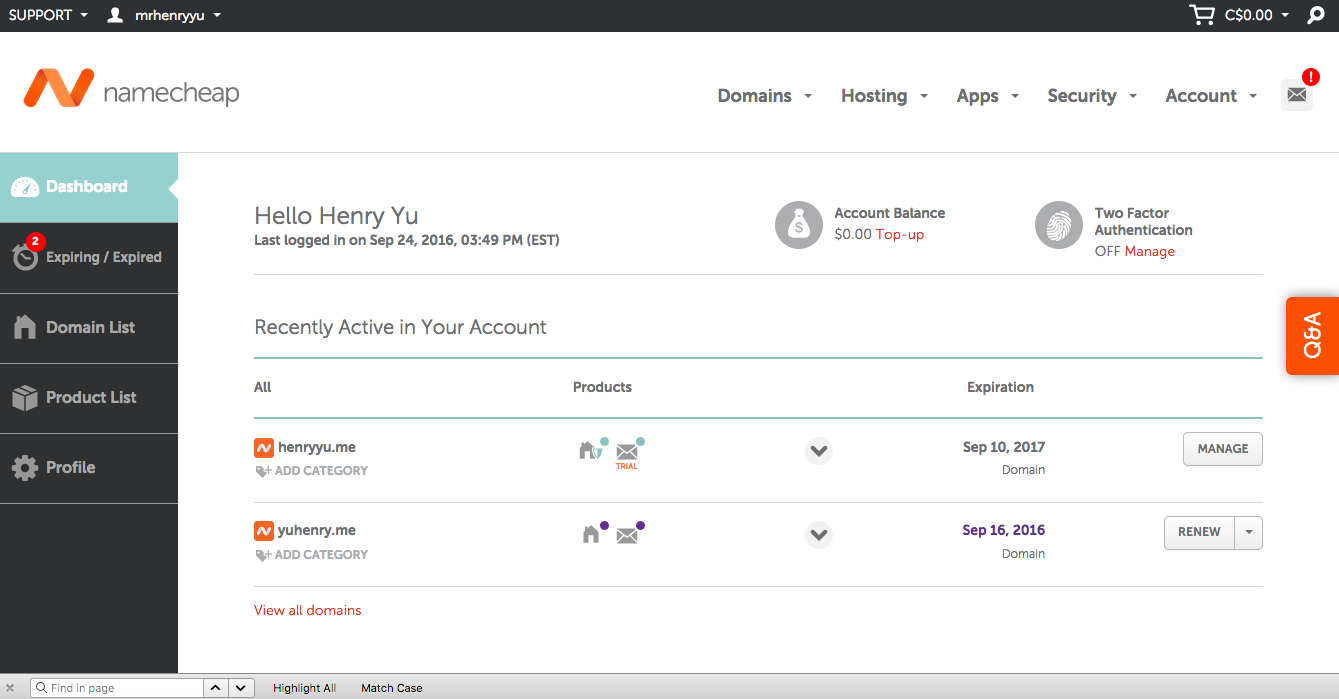 SUPPORT
mrhenryyu
C$0.00
namecheap
Domains
Hosting
Apps
Security
Account
!
Dashboard
2
Expiring / Expired
Domain List
Product List
Profile
Hello Henry Yu
Last logged in on Sep 24, 2016, 03:49 PM (EST)
$
Account Balance
$0.00 Top-up
Two Factor
Authentication
OFF Manage
Q&A
Recently Active in Your Account
All
Products
Expiration
henryyu.me
ADD CATEGORY
TRIAL
Sep 10, 2017
Domain
MANAGE
yuhenry.me
ADD CATEGORY
Sep 16, 2016
Domain
RENEW
View all domains
Find in page
Highlight All
Match Case